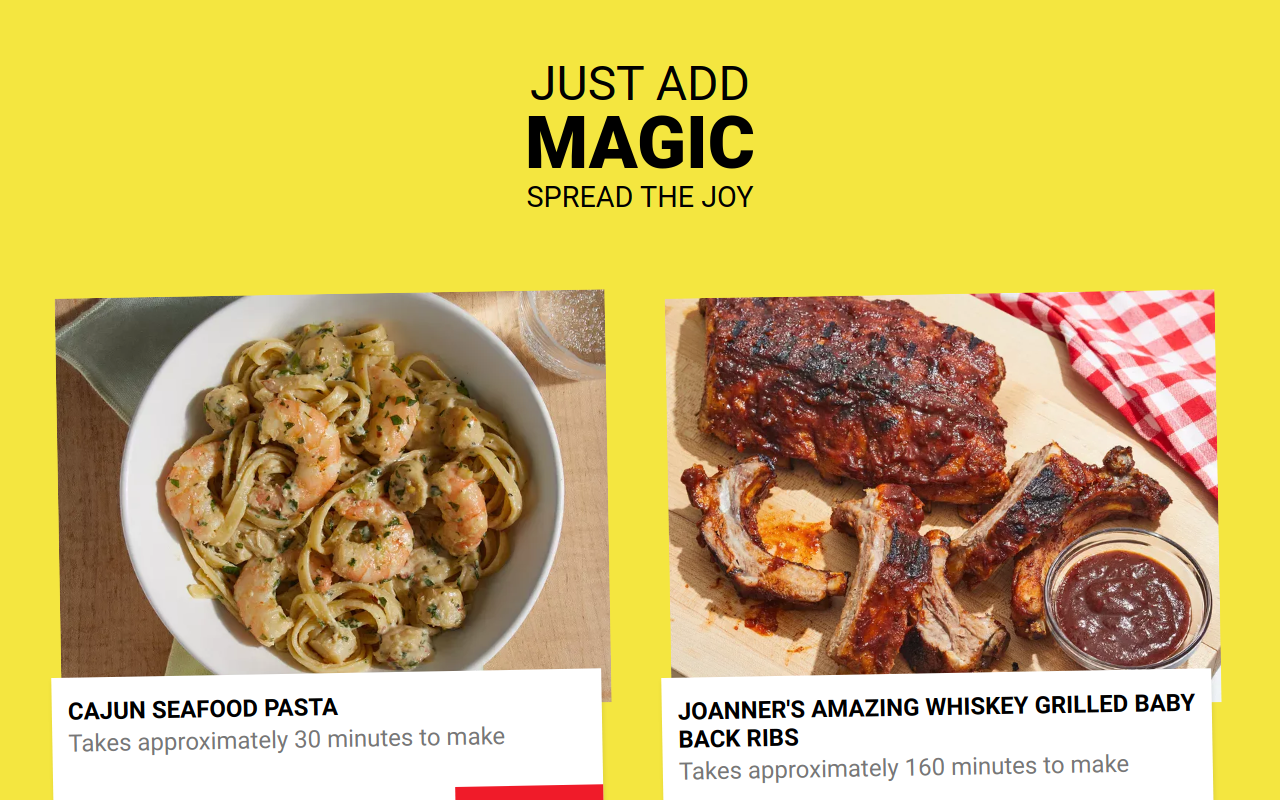 JUST ADD
MAGIC
SPREAD THE JOY
CAJUN SEAFOOD PASTA
Takes approximately 30 minutes to make
JOANNER'S AMAZING WHISKEY GRILLED BABY
BACK RIBS
Takes approximately 160 minutes to make